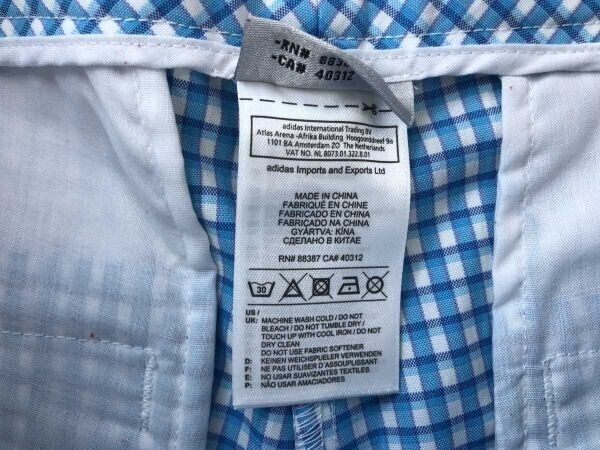 -RN# 8838
-CA# 40312
adidas International Trading BV
Atlas Arena -Afrika Building Hoogoorddreef 9a
1101 BA Amsterdam ZO The Netherlands
VAT NO. NL 8073.01.322.B.01
adidas Imports and Exports Ltd
MADE IN CHINA
FABRIQUÉ EN CHINE
FABRICADO EN CHINA
FABRICADO NA CHINA
GYÁRTVA: KÍNA
СДЕЛАНО В КИТАЕ
RN# 88387 CA# 40312
30
US /
UK: MACHINE WASH COLD / DO NOT
BLEACH / DO NOT TUMBLE DRY /
TOUCH UP WITH COOL IRON / DO NOT
DRY CLEAN
DO NOT USE FABRIC SOFTENER
D: KEINEN WEICHSPUELER VERWENDEN
F: NE PAS UTILISER D'ASSOUPLISSANT
E: NO USAR SUAVIZANTES TEXTILES
P: NÃO USAR AMACIADORES